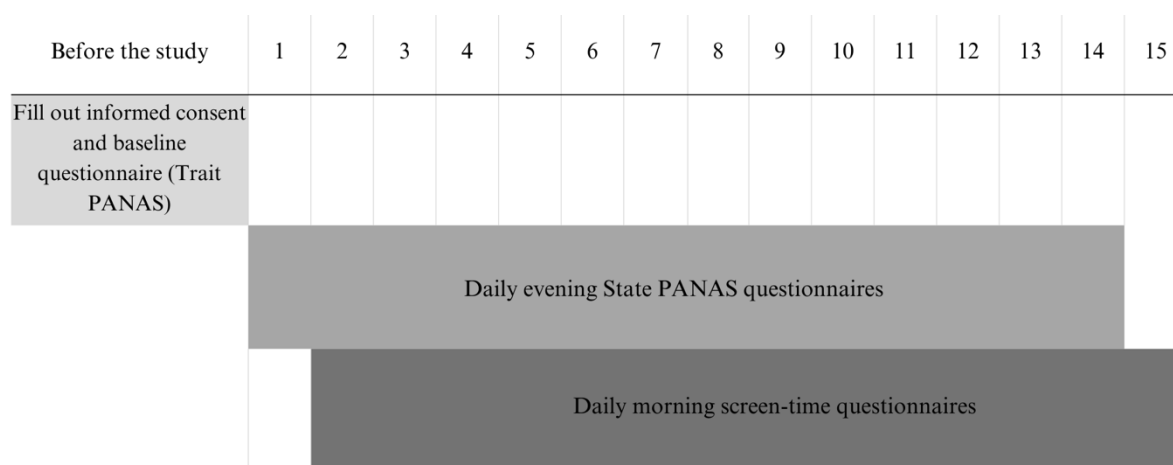 Before the study 1 2 3 4 5 6 7 8 9 10 11 12 13 14 15
Fill out informed consent
and baseline
questionnaire (Trait
PANAS)
Daily evening State PANAS questionnaires
Daily morning screen-time questionnaires